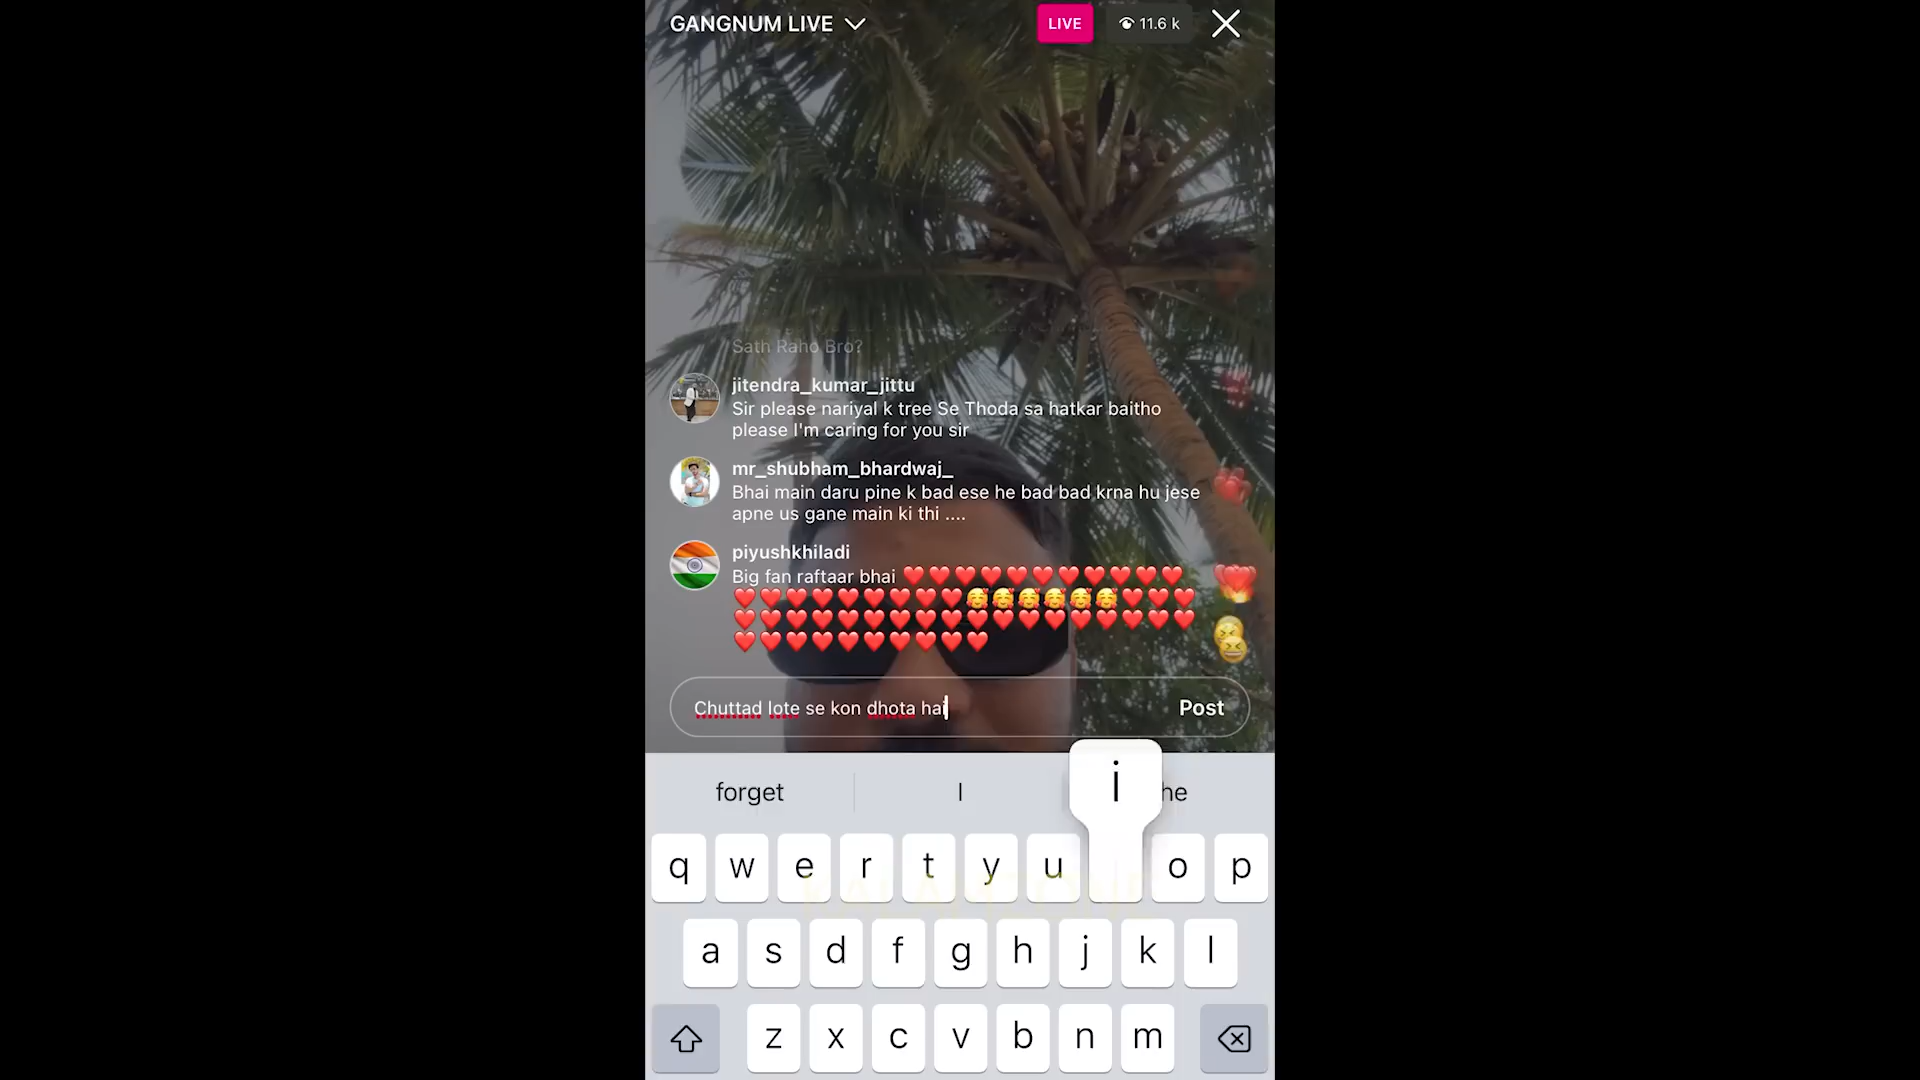 GANGNUM LIVE
LIVE
11.6 k
Sath Raho Bro?
jitendra_kumar_jittu
Sir please nariyal k tree Se Thoda sa hatkar baitho
please I'm caring for you sir
mr_shubham_bhardwaj_
Bhai main daru pine k bad ese he bad bad krna hu jese
apne us gane main ki thi ....
piyushkhiladi
Big fan raftaar bhai ❤️❤️❤️❤️❤️❤️❤️❤️❤️❤️❤️
❤️❤️❤️❤️❤️❤️❤️❤️❤️🥰🥰🥰🥰🥰🥰❤️❤️❤️
❤️❤️❤️❤️❤️❤️❤️❤️❤️❤️❤️❤️❤️❤️❤️❤️❤️❤️
❤️❤️❤️❤️❤️❤️❤️❤️❤️❤️
Chuttad lote se kon dhota hai
Post
forget I he
i
q w e r t y u o p
a s d f g h j k l
z x c v b n m